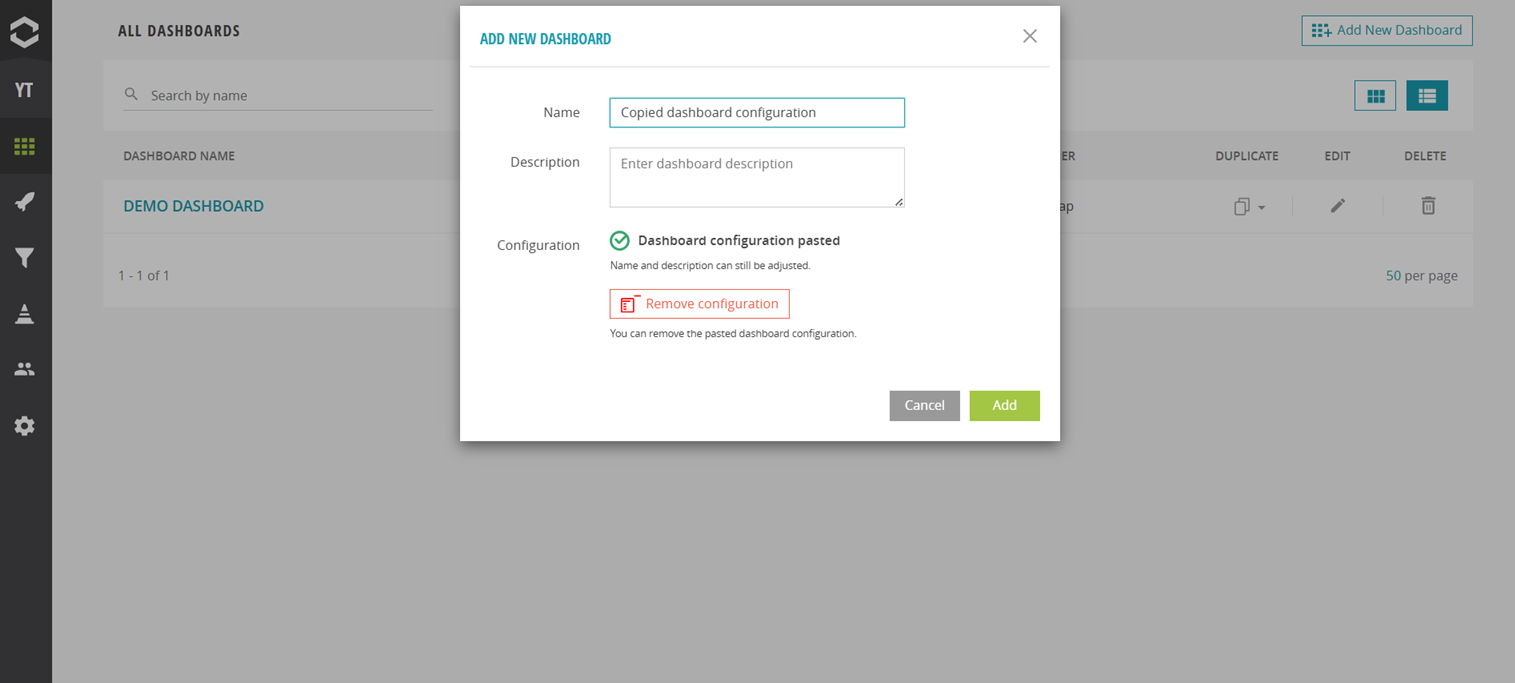 ALL DASHBOARDS
Add New Dashboard
YT
Search by name
DASHBOARD NAME
ER
DUPLICATE
EDIT
DELETE
DEMO DASHBOARD
ap
1 - 1 of 1
50 per page
ADD NEW DASHBOARD
Name
Copied dashboard configuration
Description
Enter dashboard description
Configuration
Dashboard configuration pasted
Name and description can still be adjusted.
Remove configuration
You can remove the pasted dashboard configuration.
Cancel
Add